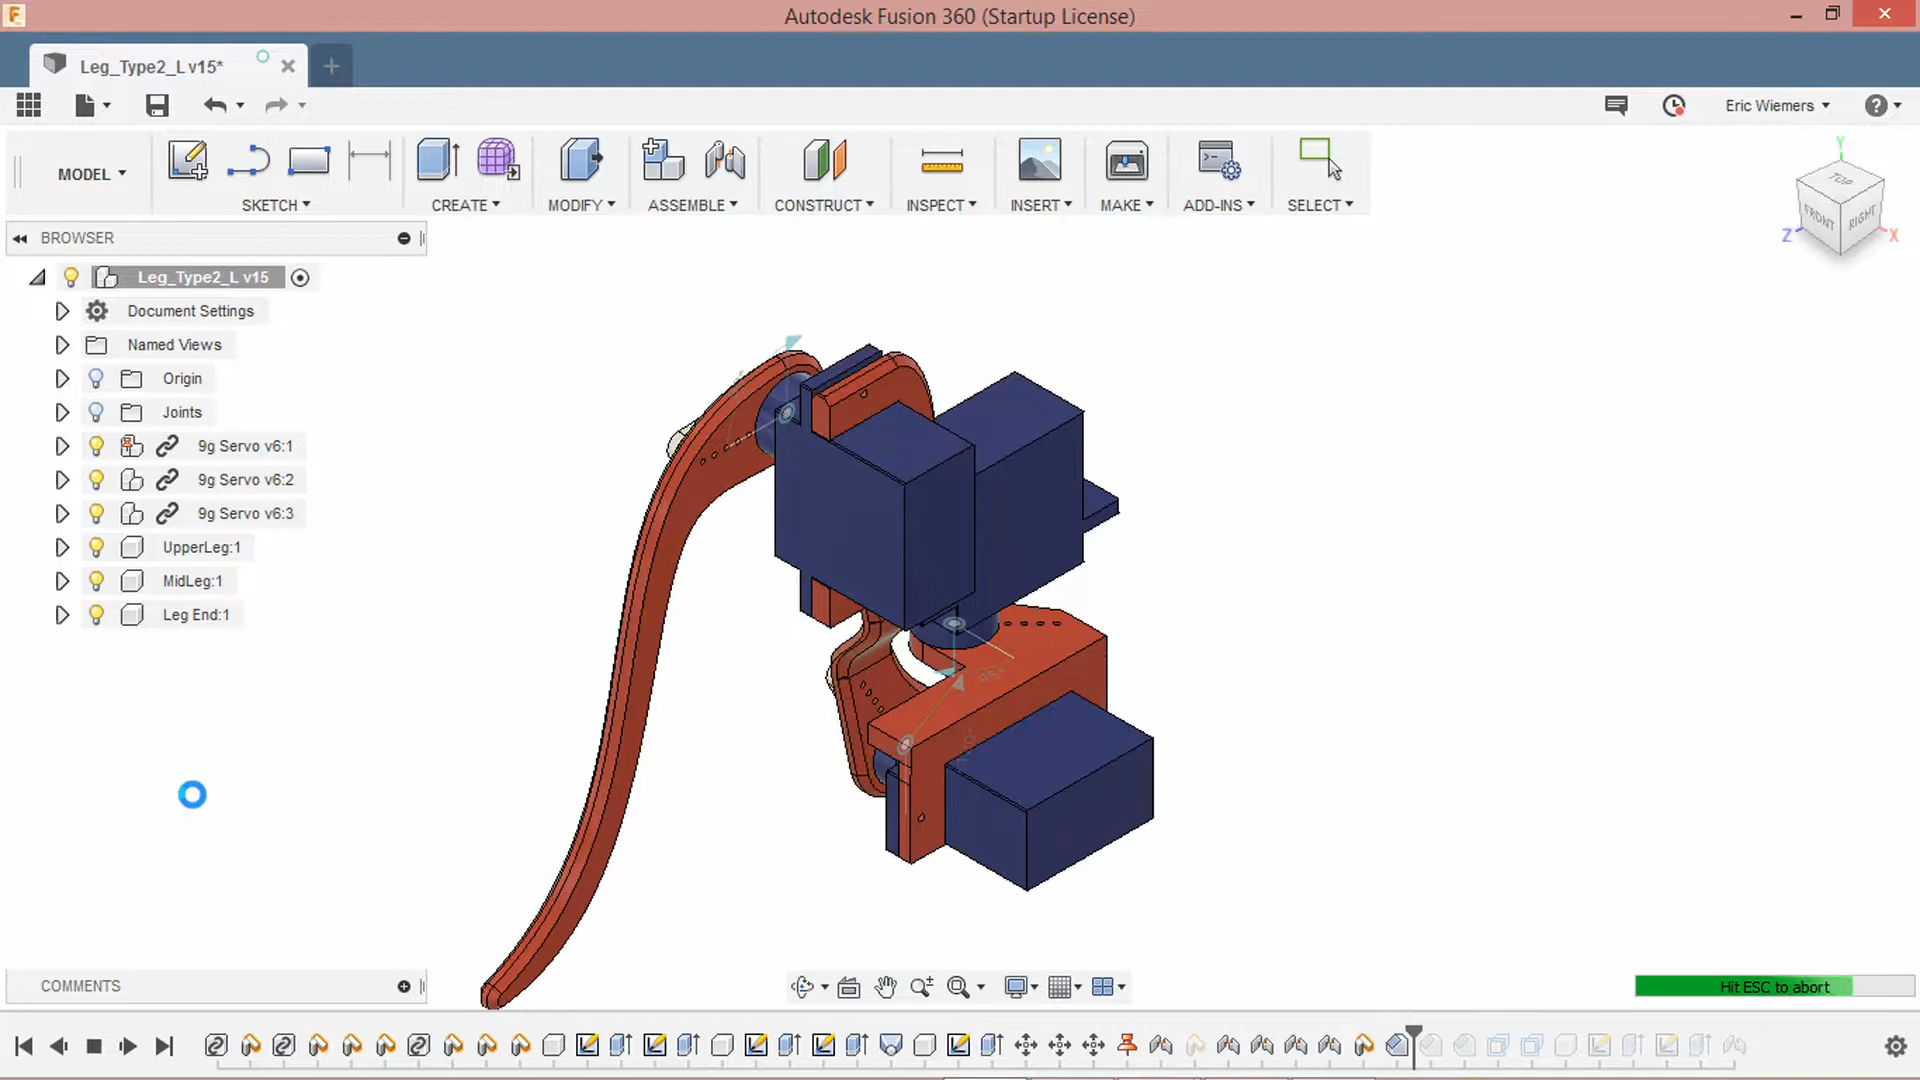 Autodesk Fusion 360 (Startup License)
Leg_Type2_L v15*
Eric Wiemers
MODEL
SKETCH
CREATE
MODIFY
ASSEMBLE
CONSTRUCT
INSPECT
INSERT
MAKE
ADD-INS
SELECT
Y
TOP
FRONT
RIGHT
Z
X
BROWSER
Leg_Type2_L v15
Document Settings
Named Views
Origin
Joints
9g Servo v6:1
9g Servo v6:2
9g Servo v6:3
UpperLeg:1
MidLeg:1
Leg End:1
COMMENTS
Hit ESC to abort